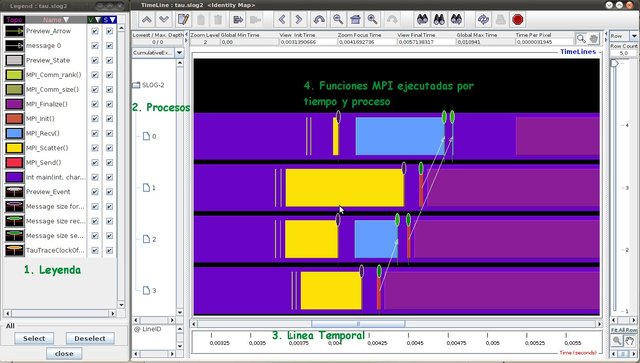 Legend : tau.slog2
TimeLine : tau.slog2 <Identity Map>
Topo Name V S
Preview_Arrow
message 0
Preview_State
MPI_Comm_rank()
MPI_Comm_size()
MPI_Finalize()
MPI_Init()
MPI_Recv()
MPI_Scatter()
MPI_Send()
int main(int, char...
Preview_Event
Message size for...
Message size rec...
Message size se...
TauTraceClockOf...
1. Leyenda
All
Select Deselect
close
Lowest / Max. Depth Zoom Level Global Min Time View Init Time Zoom Focus Time View Final Time Global Max Time Time Per Pixel
0 / 0 2 0,00 0,0031390666 0,0041692736 0,0057138317 0,010941 0,0000031945
Row
Row Count
5,0
CumulativeEx...
TimeLines
SLOG-2
2. Procesos
0
1
2
3
4. Funciones MPI ejecutadas por
tiempo y proceso
4
3
2
1
Fit All Rows
@ LineID
3. Linea Temporal
0,00325 0,0035 0,00375 0,004 0,00425 0,0045 0,00475 0,005 0,00525 0,0055
Time (seconds)